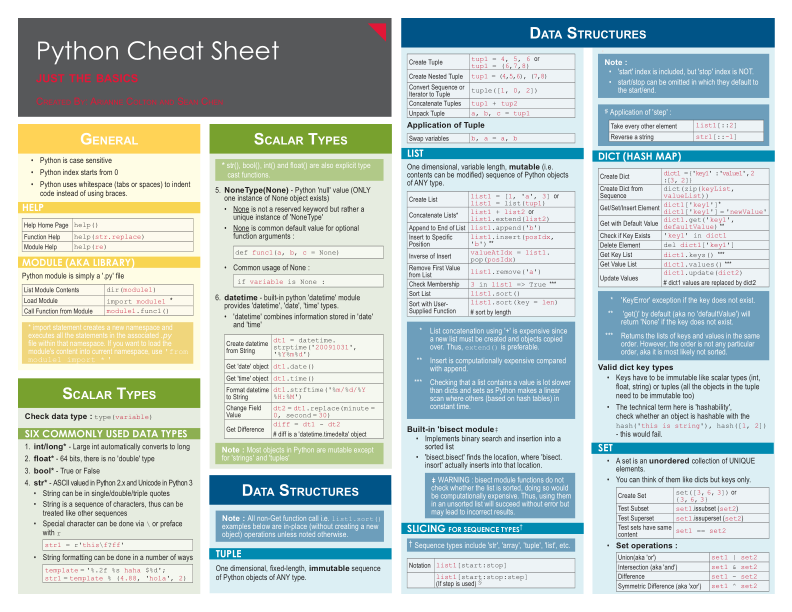 Python Cheat Sheet
JUST THE BASICS
CREATED BY: ARIANNE COLTON AND SEAN CHEN
GENERAL
• Python is case sensitive
• Python index starts from 0
• Python uses whitespace (tabs or spaces) to indent
code instead of using braces.
HELP
Help Home Page help()
Function Help help(str.replace)
Module Help help(re)
MODULE (AKA LIBRARY)
Python module is simply a '.py' file
List Module Contents dir(module1)
Load Module import module1 *
Call Function from Module module1.func1()
* import statement creates a new namespace and
executes all the statements in the associated .py
file within that namespace. If you want to load the
module's content into current namespace, use 'from
module1 import *'
SCALAR TYPES
Check data type : type(variable)
SIX COMMONLY USED DATA TYPES
1. int/long* - Large int automatically converts to long
2. float* - 64 bits, there is no 'double' type
3. bool* - True or False
4. str* - ASCII valued in Python 2.x and Unicode in Python 3
• String can be in single/double/triple quotes
• String is a sequence of characters, thus can be
treated like other sequences
• Special character can be done via \ or preface
with r
str1 = r'this\f?ff'
• String formatting can be done in a number of ways
template = '%.2f %s haha $%d';
str1 = template % (4.88, 'hola', 2)
SCALAR TYPES
* str(), bool(), int() and float() are also explicit type
cast functions.
5. NoneType(None) - Python 'null' value (ONLY
one instance of None object exists)
• None is not a reserved keyword but rather a
unique instance of 'NoneType'
• None is common default value for optional
function arguments :
def func1(a, b, c = None)
• Common usage of None :
if variable is None :
6. datetime - built-in python 'datetime' module
provides 'datetime', 'date', 'time' types.
• 'datetime' combines information stored in 'date'
and 'time'
Create datetime
from String
dt1 = datetime.
strptime('20091031',
'%Y%m%d')
Get 'date' object dt1.date()
Get 'time' object dt1.time()
Format datetime
to String
dt1.strftime('%m/%d/%Y
%H:%M')
Change Field
Value
dt2 = dt1.replace(minute =
0, second = 30)
Get Difference
diff = dt1 - dt2
# diff is a 'datetime.timedelta' object
Note : Most objects in Python are mutable except
for 'strings' and 'tuples'
DATA STRUCTURES
Note : All non-Get function call i.e. list1.sort()
examples below are in-place (without creating a new
object) operations unless noted otherwise.
TUPLE
One dimensional, fixed-length, immutable sequence
of Python objects of ANY type.
DATA STRUCTURES
Create Tuple
tup1 = 4, 5, 6 or
tup1 = (6,7,8)
Create Nested Tuple tup1 = (4,5,6), (7,8)
Convert Sequence or
Iterator to Tuple
tuple([1, 0, 2])
Concatenate Tuples tup1 + tup2
Unpack Tuple a, b, c = tup1
Application of Tuple
Swap variables b, a = a, b
LIST
One dimensional, variable length, mutable (i.e.
contents can be modified) sequence of Python objects
of ANY type.
Create List
list1 = [1, 'a', 3] or
list1 = list(tup1)
Concatenate Lists*
list1 + list2 or
list1.extend(list2)
Append to End of List list1.append('b')
Insert to Specific
Position
list1.insert(posIdx,
'b') **
Inverse of Insert
valueAtIdx = list1.
pop(posIdx)
Remove First Value
from List
list1.remove('a')
Check Membership 3 in list1 => True ***
Sort List list1.sort()
Sort with User-
Supplied Function
list1.sort(key = len)
# sort by length
* List concatenation using '+' is expensive since
a new list must be created and objects copied
over. Thus, extend() is preferable.
** Insert is computationally expensive compared
with append.
*** Checking that a list contains a value is lot slower
than dicts and sets as Python makes a linear
scan where others (based on hash tables) in
constant time.
Built-in 'bisect module‡
• Implements binary search and insertion into a
sorted list
• 'bisect.bisect' finds the location, where 'bisect.
insort' actually inserts into that location.
‡ WARNING : bisect module functions do not
check whether the list is sorted, doing so would
be computationally expensive. Thus, using them
in an unsorted list will succeed without error but
may lead to incorrect results.
SLICING FOR SEQUENCE TYPES†
† Sequence types include 'str', 'array', 'tuple', 'list', etc.
Notation list1[start:stop]
list1[start:stop:step]
(If step is used) §
Note :
• 'start' index is included, but 'stop' index is NOT.
• start/stop can be omitted in which they default to
the start/end.
§ Application of 'step' :
Take every other element list1[::2]
Reverse a string str1[::-1]
DICT (HASH MAP)
Create Dict
dict1 = {'key1' :'value1', 2
:[3, 2]}
Create Dict from
Sequence
dict(zip(keyList,
valueList))
Get/Set/Insert Element
dict1['key1']*
dict1['key1'] = 'newValue'
Get with Default Value
dict1.get('key1',
defaultValue) **
Check if Key Exists 'key1' in dict1
Delete Element del dict1['key1']
Get Key List dict1.keys() ***
Get Value List dict1.values() ***
Update Values
dict1.update(dict2)
# dict1 values are replaced by dict2
* 'KeyError' exception if the key does not exist.
** 'get()' by default (aka no 'defaultValue') will
return 'None' if the key does not exist.
*** Returns the lists of keys and values in the same
order. However, the order is not any particular
order, aka it is most likely not sorted.
Valid dict key types
• Keys have to be immutable like scalar types (int,
float, string) or tuples (all the objects in the tuple
need to be immutable too)
• The technical term here is 'hashability',
check whether an object is hashable with the
hash('this is string'), hash([1, 2])
- this would fail.
SET
• A set is an unordered collection of UNIQUE
elements.
• You can think of them like dicts but keys only.
Create Set
set([3, 6, 3]) or
{3, 6, 3}
Test Subset set1.issubset (set2)
Test Superset set1.issuperset (set2)
Test sets have same
content
set1 == set2
• Set operations :
Union(aka 'or') set1 | set2
Intersection (aka 'and') set1 & set2
Difference set1 - set2
Symmetric Difference (aka 'xor') set1 ^ set2